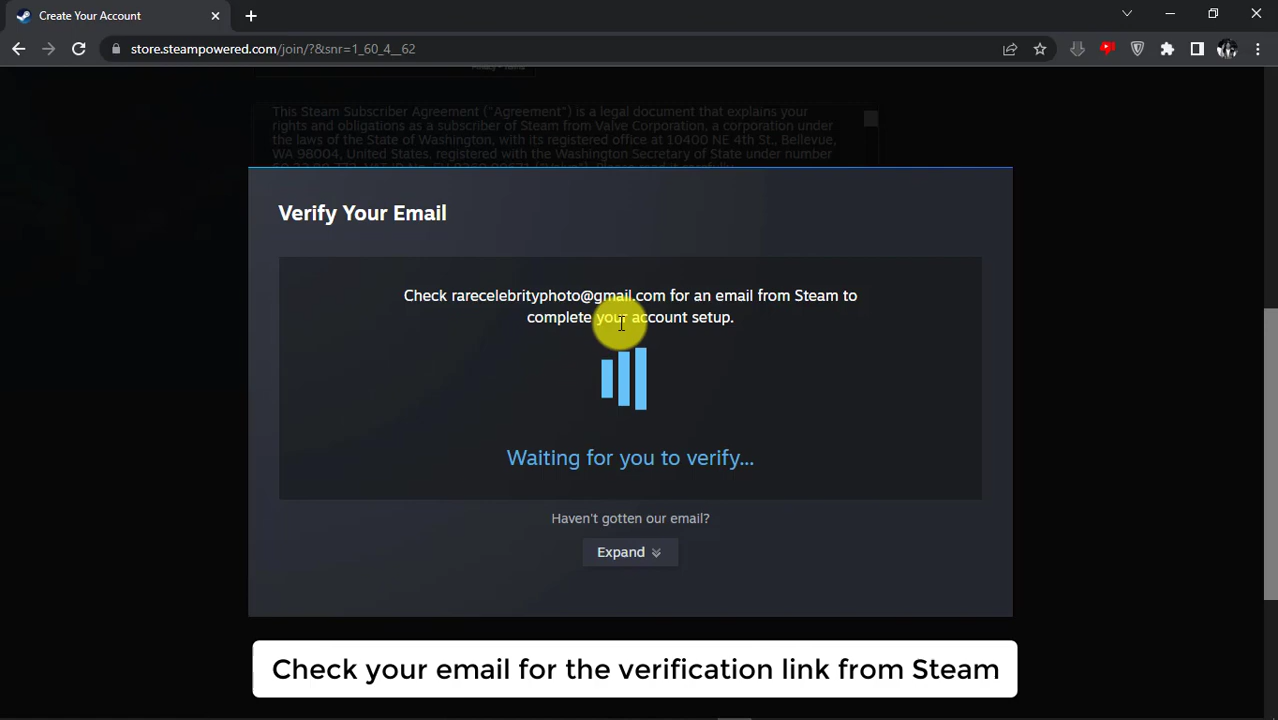 Create Your Account
store.steampowered.com/join/?&snr=1_60_4__62
Privacy - Terms
This Steam Subscriber Agreement ("Agreement") is a legal document that explains your
rights and obligations as a subscriber of Steam from Valve Corporation, a corporation under
the laws of the State of Washington, with its registered office at 10400 NE 4th St., Bellevue,
WA 98004, United States, registered with the Washington Secretary of State under number
Verify Your Email
Check rarecelebrityphoto@gmail.com for an email from Steam to
complete your account setup.
Waiting for you to verify...
Haven't gotten our email?
Expand
Check your email for the verification link from Steam